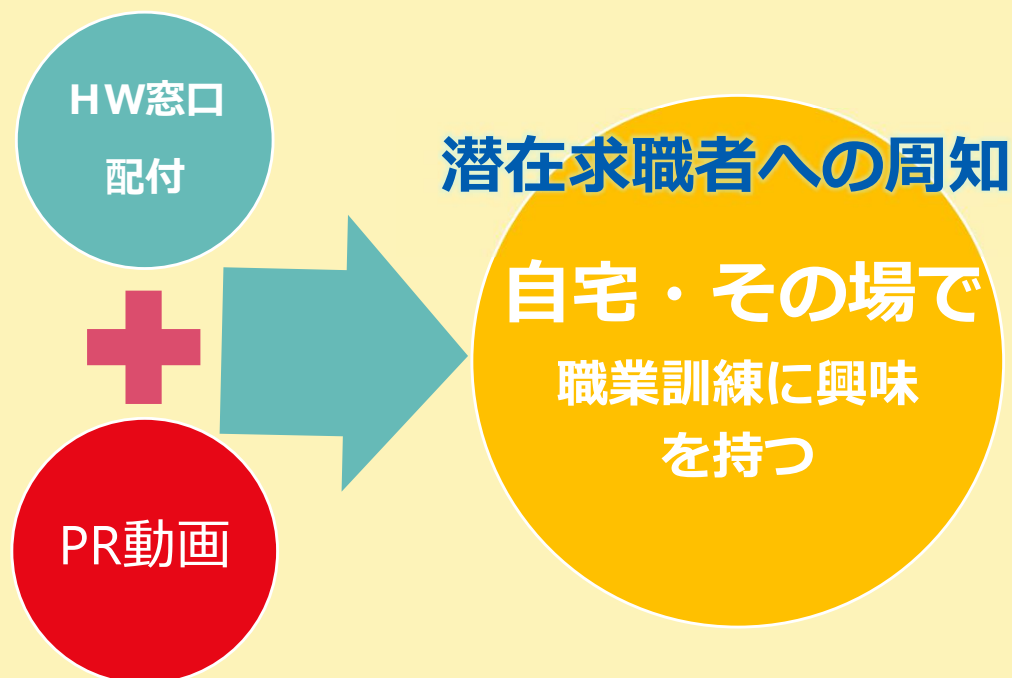 HW窓口
配付
PR動画
潜在求職者への周知
自宅・その場で
職業訓練に興味
を持つ